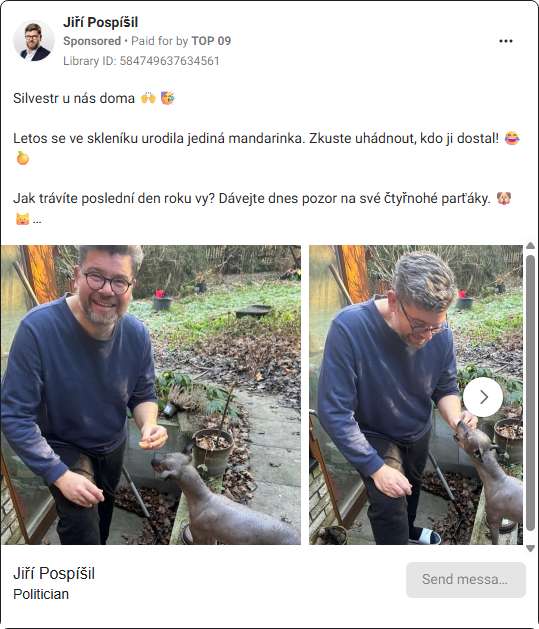 Jiří Pospíšil
Sponsored • Paid for by TOP 09
Library ID: 584749637634561
Silvestr u nás doma 🙌 🥳
Letos se ve skleníku urodila jediná mandarinka. Zkuste uhádnout, kdo ji dostal! 😂
🍊
Jak trávíte poslední den roku vy? Dávejte dnes pozor na své čtyřnohé parťáky. 🐶
🐱 ...
Jiří Pospíšil
Politician
Send messa...